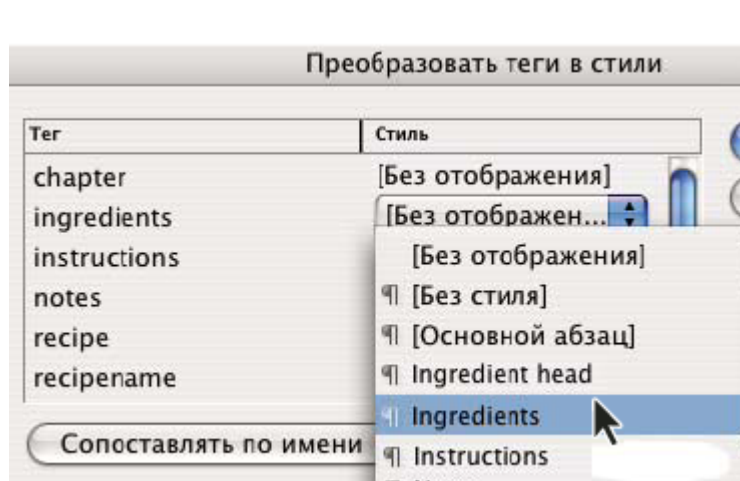 Преобразовать теги в стили
Тег Стиль
chapter [Без отображения]
ingredients [Без отображен...
instructions [Без отображения]
notes ¶ [Без стиля]
recipe ¶ [Основной абзац]
recipename ¶ Ingredient head
¶ Ingredients
Сопоставлять по имени ¶ Instructions